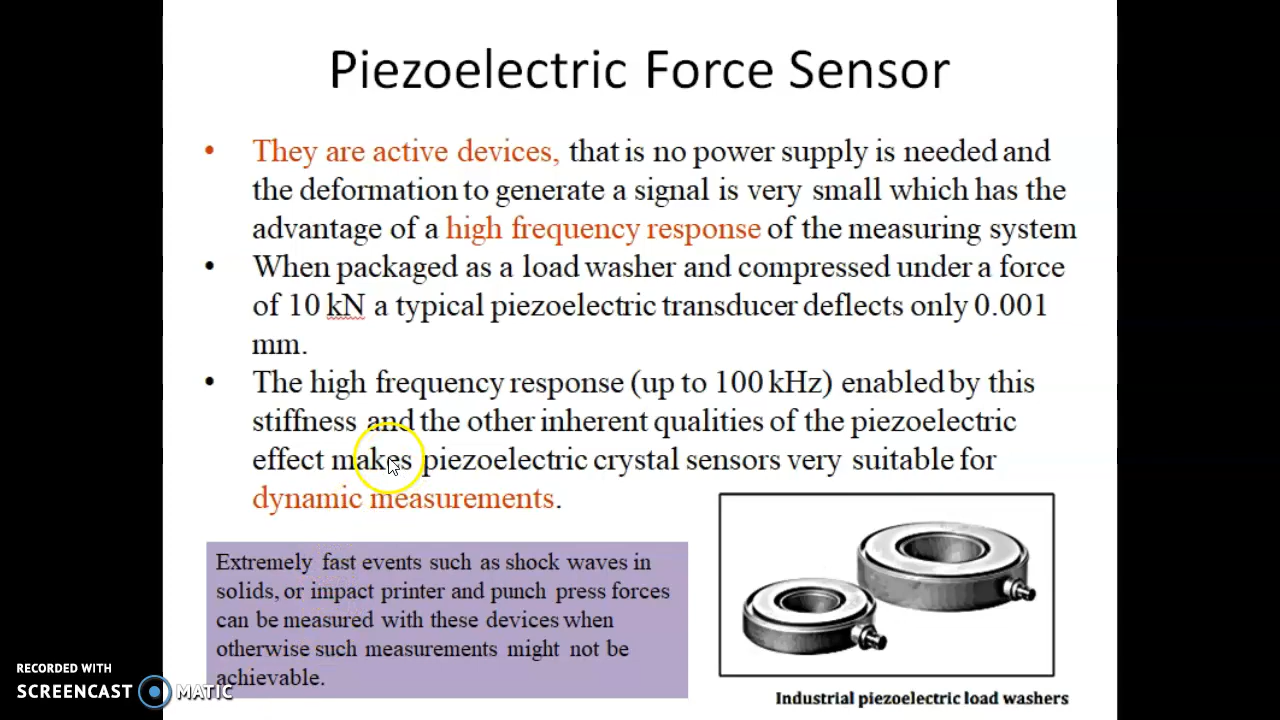 Piezoelectric Force Sensor
• They are active devices, that is no power supply is needed and
the deformation to generate a signal is very small which has the
advantage of a high frequency response of the measuring system
• When packaged as a load washer and compressed under a force
of 10 kN a typical piezoelectric transducer deflects only 0.001
mm.
• The high frequency response (up to 100 kHz) enabled by this
stiffness and the other inherent qualities of the piezoelectric
effect makes piezoelectric crystal sensors very suitable for
dynamic measurements.
Extremely fast events such as shock waves in
solids, or impact printer and punch press forces
can be measured with these devices when
otherwise such measurements might not be
achievable.
Industrial piezoelectric load washers
RECORDED WITH
SCREENCAST MATIC